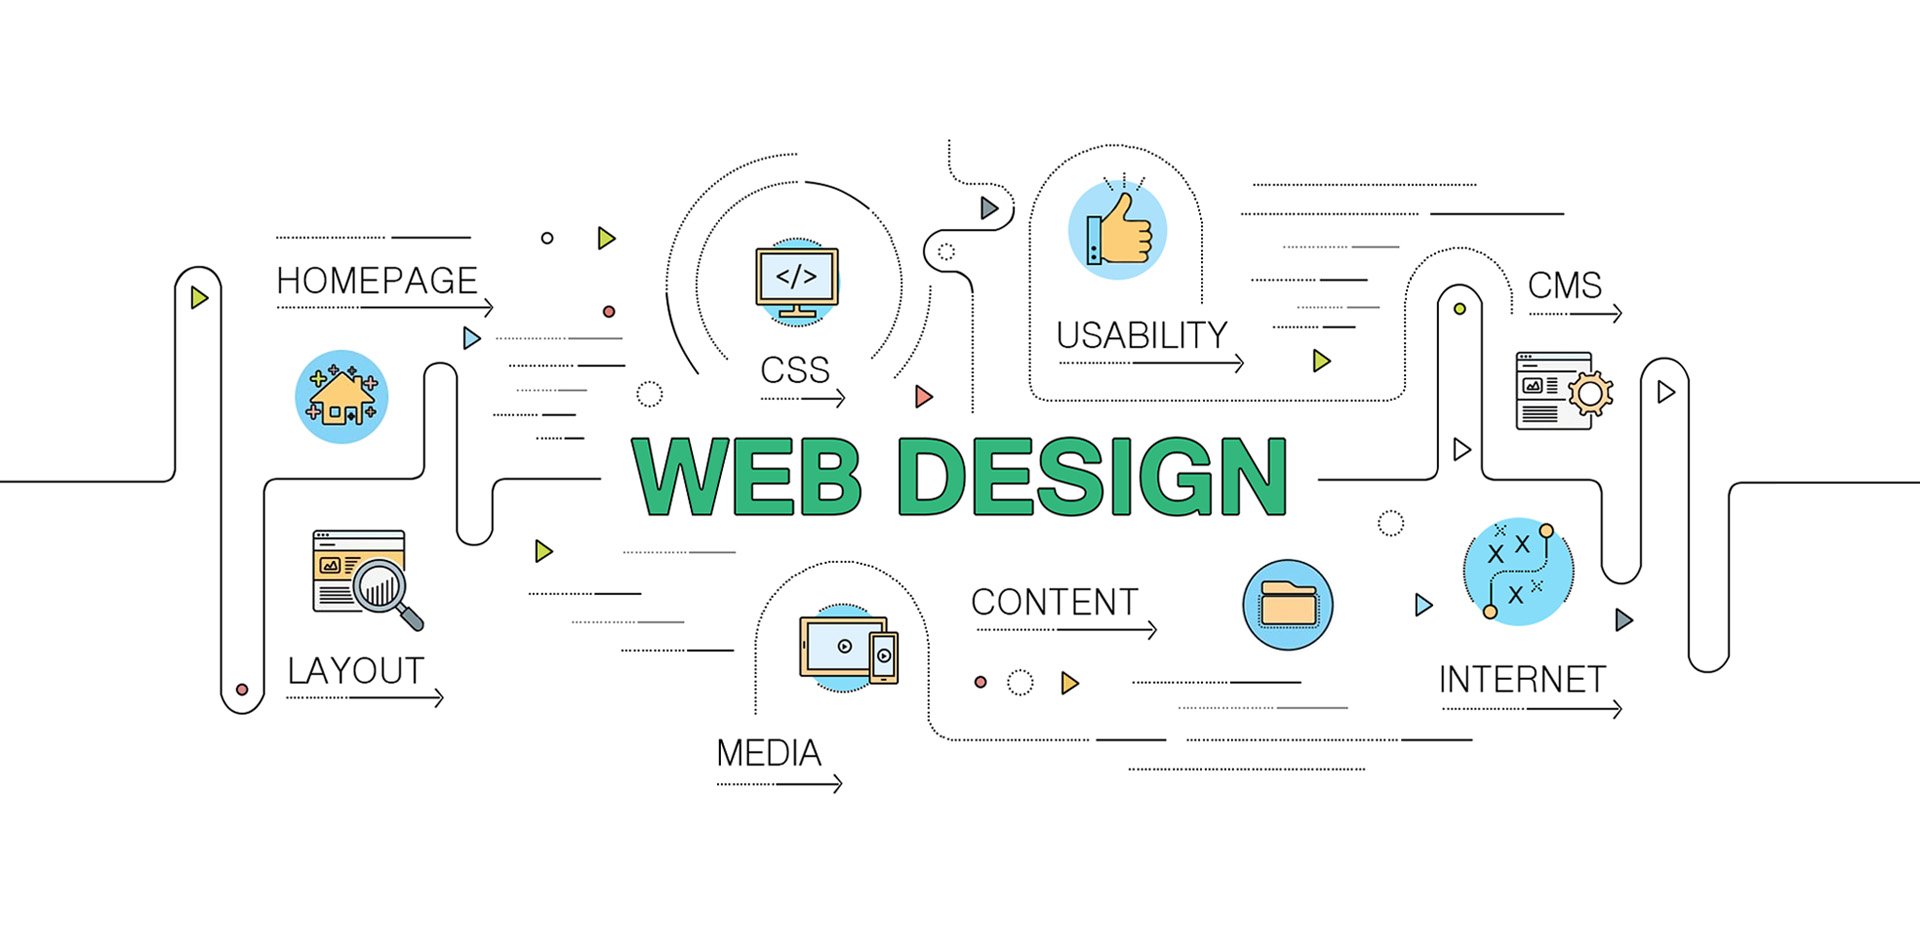 HOMEPAGE
CSS
</>
USABILITY
CMS
WEB DESIGN
LAYOUT
MEDIA
CONTENT
X X
X
INTERNET